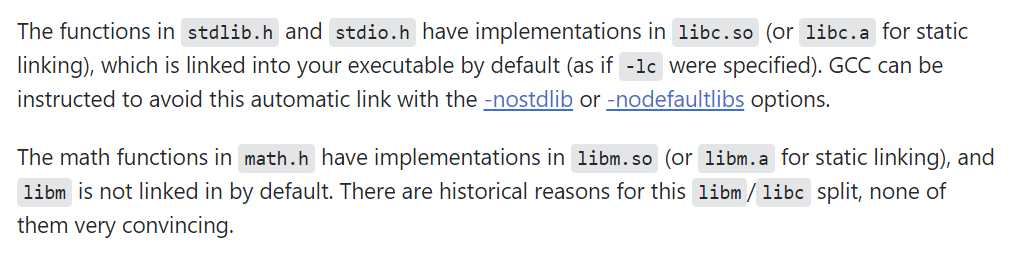 The functions in stdlib.h and stdio.h have implementations in libc.so (or libc.a for static
linking), which is linked into your executable by default (as if -lc were specified). GCC can be
instructed to avoid this automatic link with the -nostdlib or -nodefaultlibs options.
The math functions in math.h have implementations in libm.so (or libm.a for static linking), and
libm is not linked in by default. There are historical reasons for this libm/libc split, none of
them very convincing.